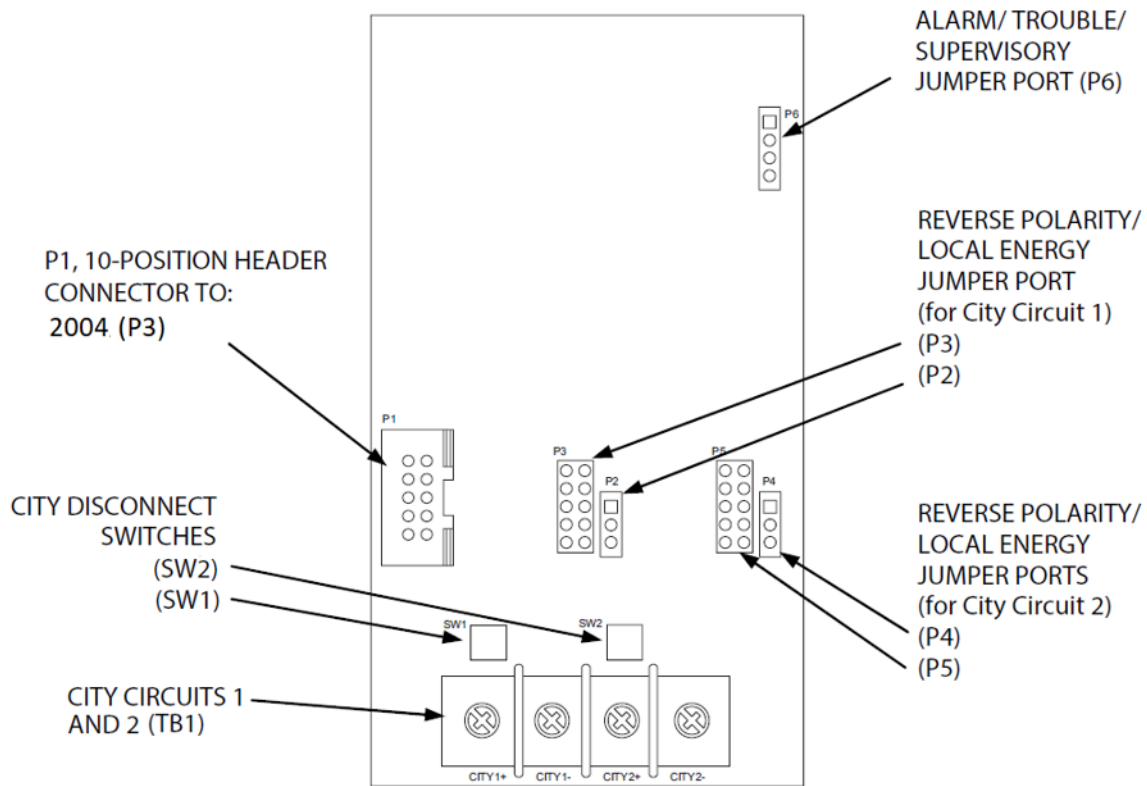 ALARM/ TROUBLE/
SUPERVISORY
JUMPER PORT (P6)
P6
REVERSE POLARITY/
LOCAL ENERGY
JUMPER PORT
(for City Circuit 1)
(P3)
(P2)
P1, 10-POSITION HEADER
CONNECTOR TO:
2004 (P3)
P1
P3
P2
P5
P4
CITY DISCONNECT
SWITCHES
(SW2)
(SW1)
REVERSE POLARITY/
LOCAL ENERGY
JUMPER PORTS
(for City Circuit 2)
(P4)
(P5)
SW1
SW2
CITY CIRCUITS 1
AND 2 (TB1)
CITY1+ CITY1- CITY2+ CITY2-